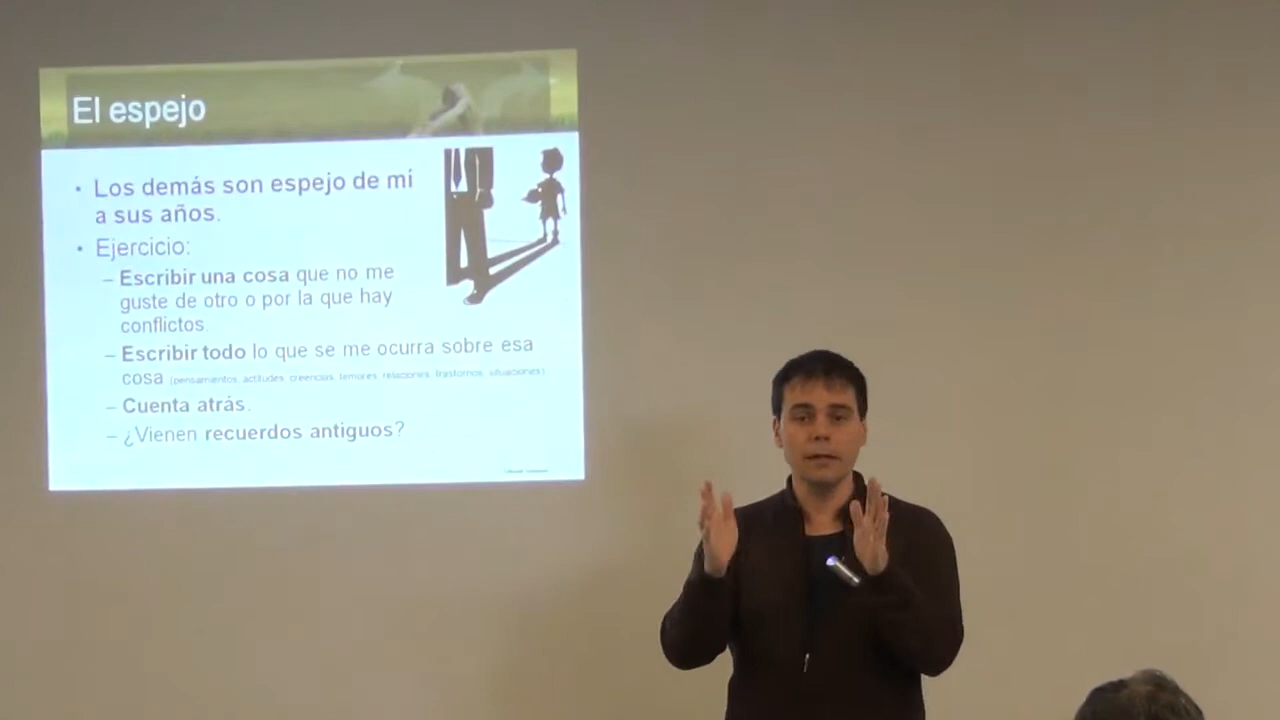 El espejo
• Los demás son espejo de mí
a sus años.
• Ejercicio:
– Escribir una cosa que no me
guste de otro o por la que hay
conflictos.
– Escribir todo lo que se me ocurra sobre esa
cosa (pensamientos, actitudes, creencias, temores, relaciones, trastornos, situaciones)
– Cuenta atrás.
– ¿Vienen recuerdos antiguos?